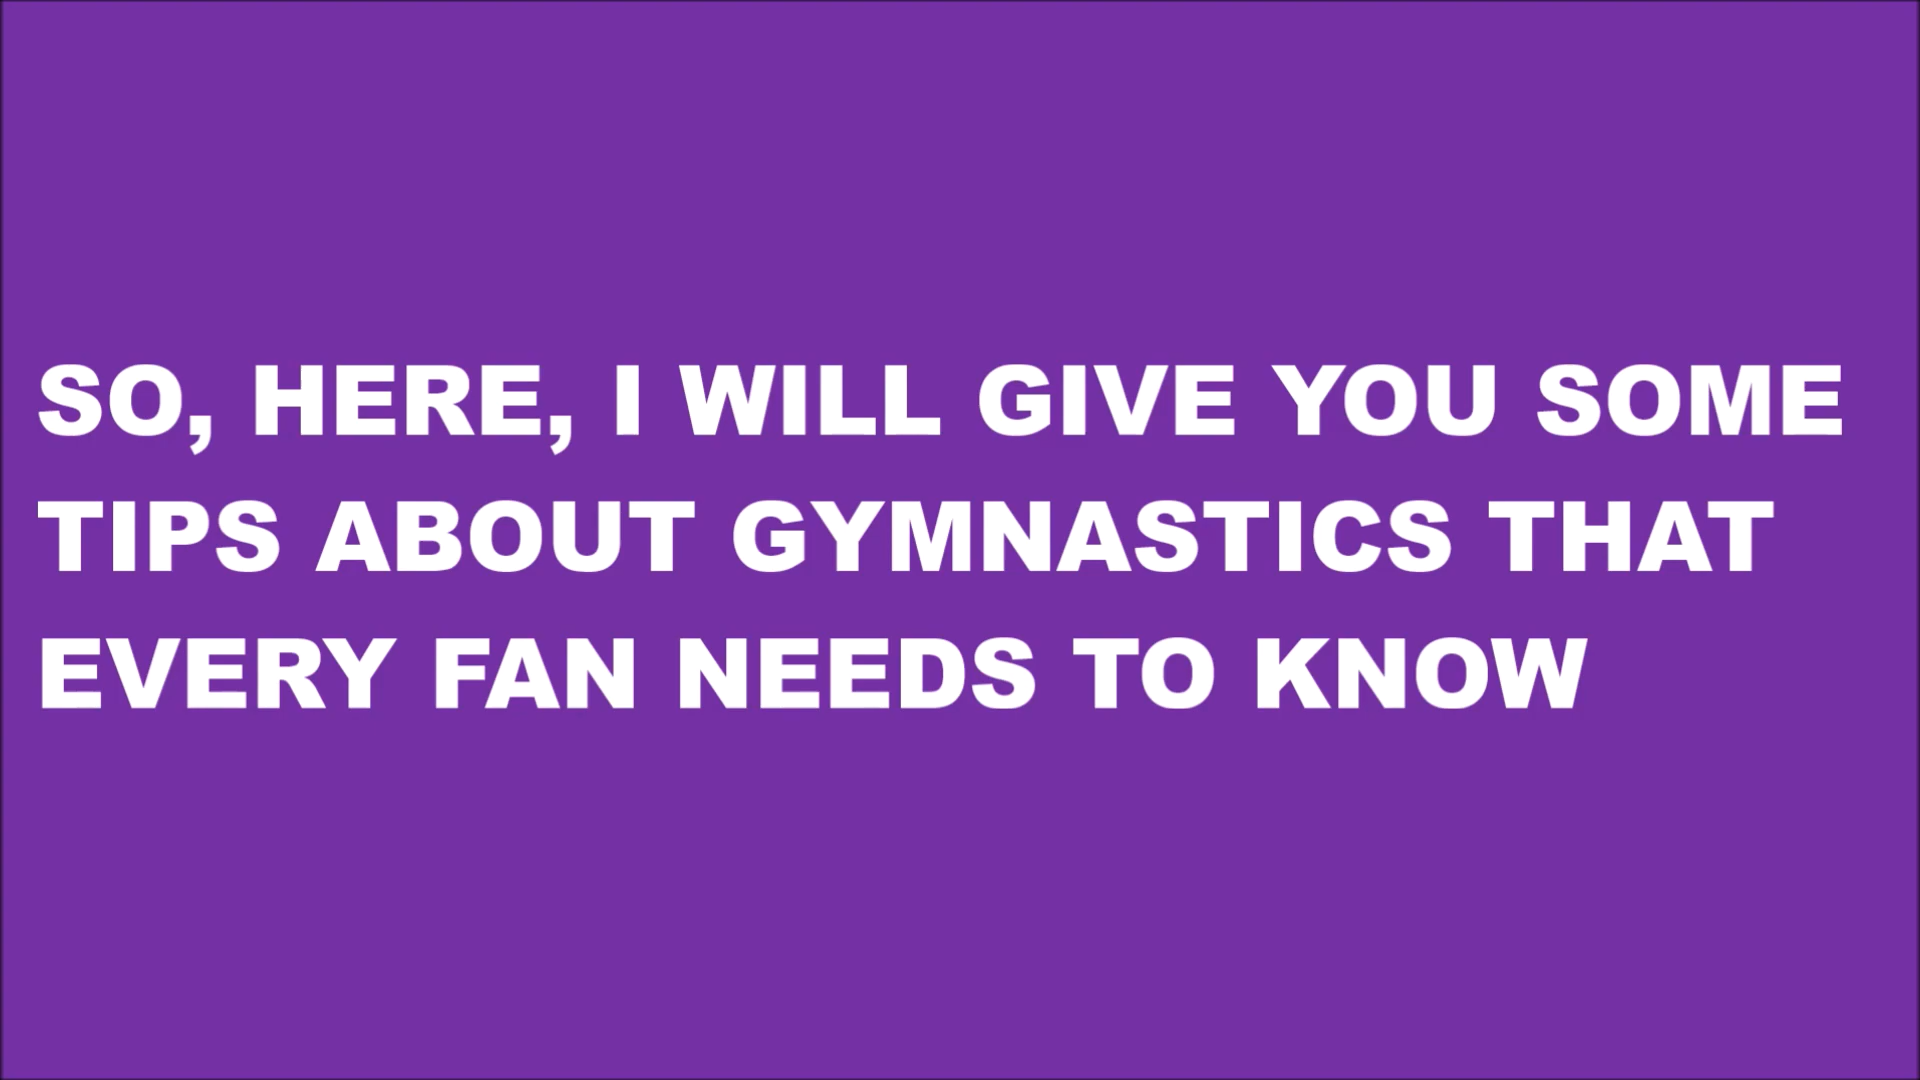 SO, HERE, I WILL GIVE YOU SOME
TIPS ABOUT GYMNASTICS THAT
EVERY FAN NEEDS TO KNOW